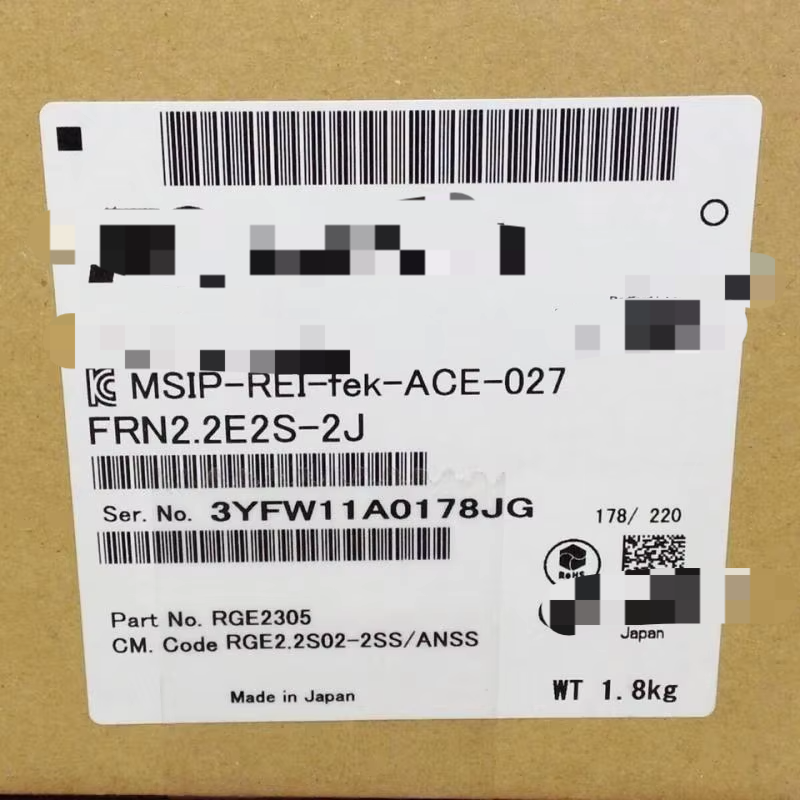 MSIP-REI-fek-ACE-027
FRN2.2E2S-2J
Ser. No. 3YFW11A0178JG
178/ 220
RoHS
Part No. RGE2305
CM. Code RGE2.2S02-2SS/ANSS
Japan
Made in Japan
WT 1.8kg